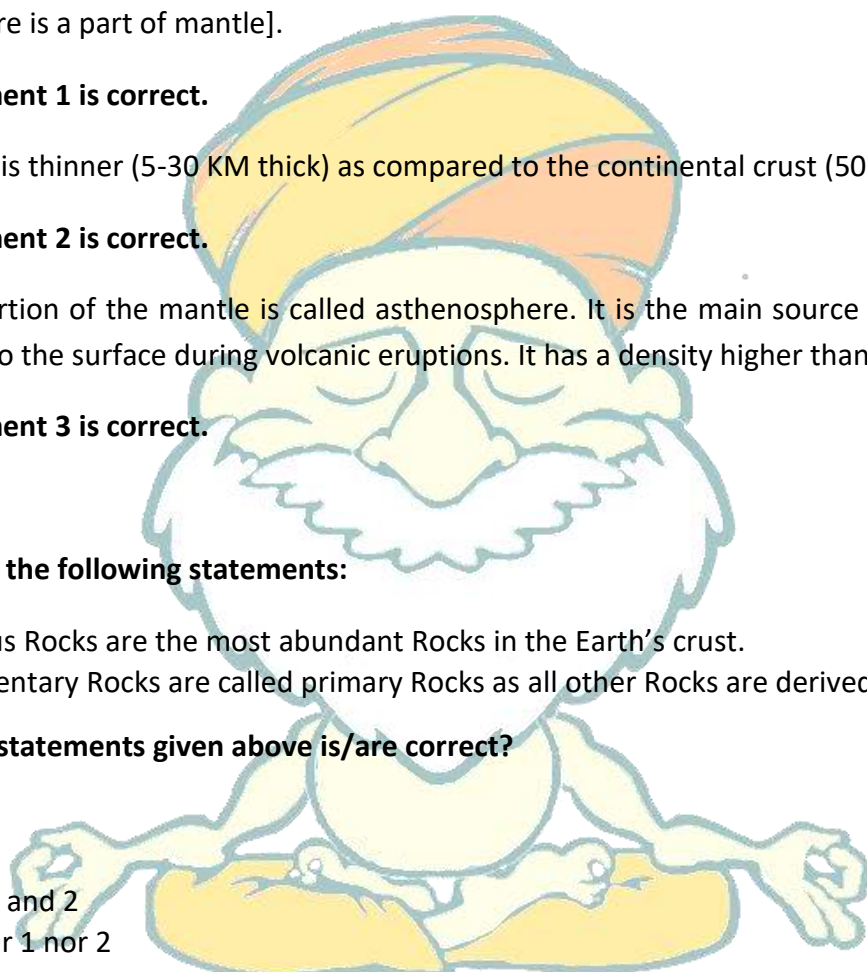 re is a part of mantle].
ent 1 is correct.
is thinner (5-30 KM thick) as compared to the continental crust (50
ent 2 is correct.
rtion of the mantle is called asthenosphere. It is the main source
o the surface during volcanic eruptions. It has a density higher than
ent 3 is correct.
the following statements:
us Rocks are the most abundant Rocks in the Earth’s crust.
entary Rocks are called primary Rocks as all other Rocks are derived
statements given above is/are correct?
and 2
r 1 nor 2